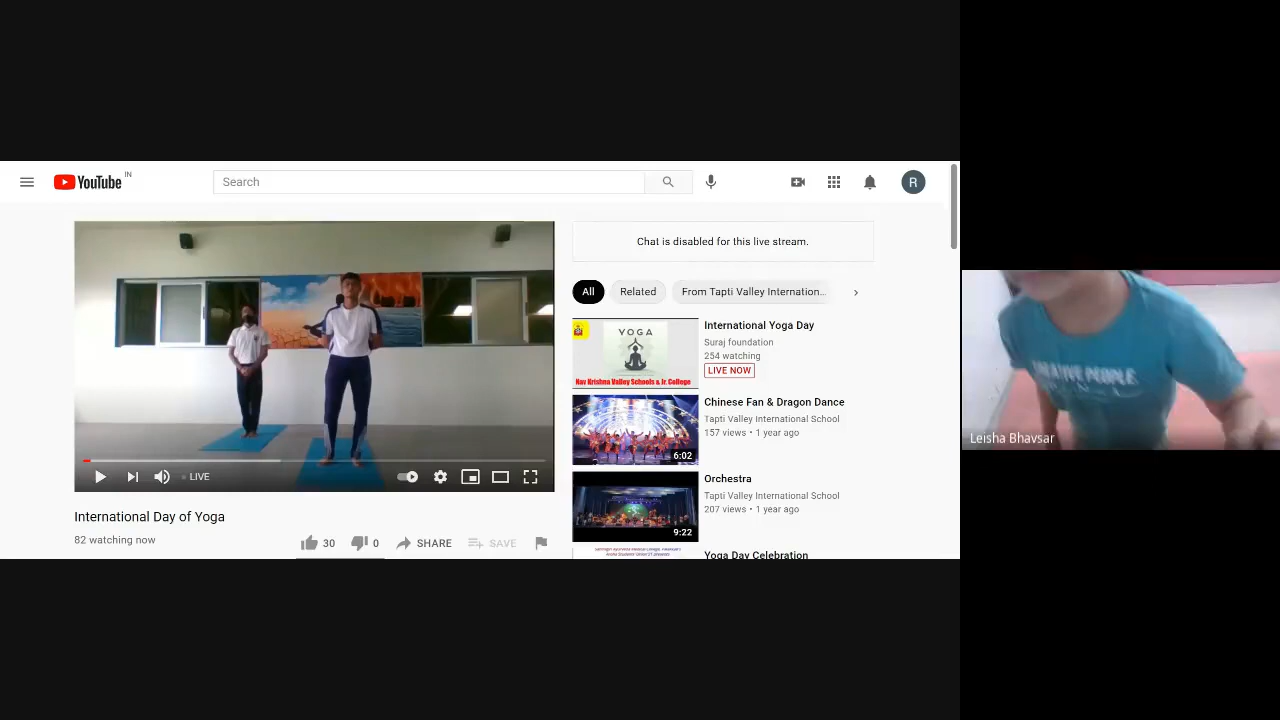 YouTube IN
Search
R
Chat is disabled for this live stream.
All
Related
From Tapti Valley Internation...
YOGA
Nav Krishna Valley Schools & Jr. College
International Yoga Day
Suraj foundation
254 watching
LIVE NOW
6:02
Chinese Fan & Dragon Dance
Tapti Valley International School
157 views • 1 year ago
9:22
Orchestra
Tapti Valley International School
207 views • 1 year ago
Yoga Day Celebration
LIVE
International Day of Yoga
82 watching now
30
0
SHARE
SAVE
CREATIVE PEOPLE
Leisha Bhavsar